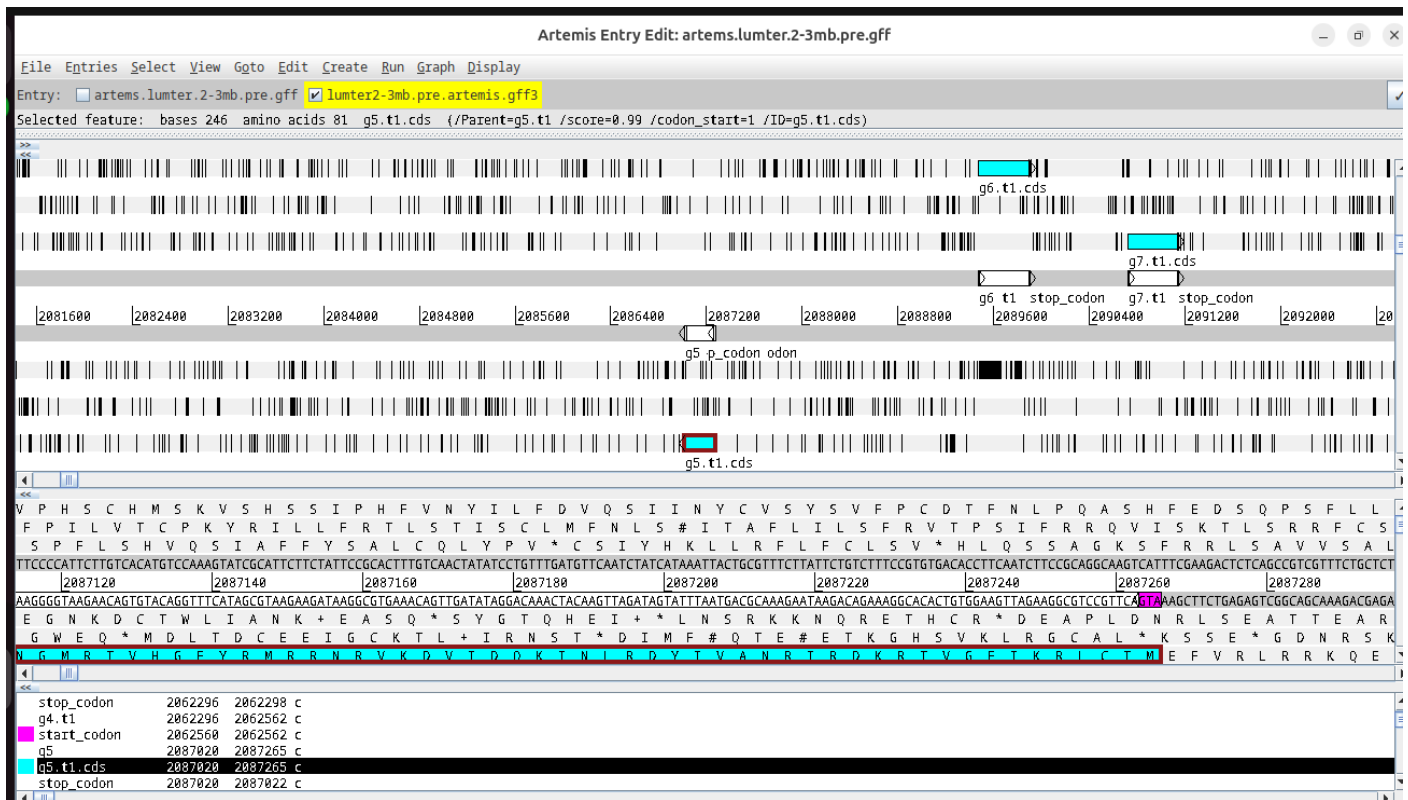 Artemis Entry Edit: artems.lumter.2-3mb.pre.gff
File Entries Select View Goto Edit Create Run Graph Display
Entry: artems.lumter.2-3mb.pre.gff lumter2-3mb.pre.artemis.gff3
Selected feature: bases 246 amino acids 81 g5.t1.cds (/Parent=g5.t1 /score=0.99 /codon_start=1 /ID=g5.t1.cds)
g6.t1.cds
g7.t1.cds
g6 t1 stop_codon g7.t1 stop_codon
2081600 2082400 2083200 2084000 2084800 2085600 2086400 2087200 2088000 2088800 2089600 2090400 2091200 2092000 20
g5 p_codon odon
g5.t1.cds
V P H S C H M S K V S H S S I P H F V N Y I L F D V Q S I I N Y C V S Y S V F P C D T F N L P Q A S H F E D S Q P S F L L
F P I L V T C P K Y R I L L F R T L S T I S C L M F N L S # I T A F L I L S F R V T P S I F R R Q V I S K T L S R R F C S
S P F L S H V Q S I A F F Y S A L C Q L Y P V * C S I Y H K L L R F L F C L S V * H L Q S S A G K S F R R L S A V V S A L
TTCCCCATTCTTGTCACATGTCCAAAGTATCGCATTCTTCTATTCCGCACTTTGTCAACTATATCCTGTTTGATGTTCAATCTATCATAAATTACTGCGTTTCTTATTCTGTCTTTCCGTGTGACACCTTCAATCTTCCGCAGGCAAGTCATTTCGAAGACTCTCAGCCGTCGTTTCTGCTCT
2087120 2087140 2087160 2087180 2087200 2087220 2087240 2087260 2087280
AAGGGGTAAGAACAGTGTACAGGTTTCATAGCGTAAGAAGATAAGGCGTGAAACAGTTGATATAGGACAAACTACAAGTTAGATAGTATTTAATGACGCAAAGAATAAGACAGAAAGGCACACTGTGGAAGTTAGAAGGCGTCCGTTCAGTAAAGCTTCTGAGAGTCGGCAGCAAAGACGAGA
E G N K D C T W L I A N K + E A S Q * S Y G T Q H E I + * L N S R K K N Q R E T H C R * D E A P L D N R L S E A T T E A R
G W E Q * M D L T D C E E I G C K T L + I R N S T * D I M F # Q T E # E T K G H S V K L R G C A L * K S S E * G D N R S K
N G M R T V H G F Y R M R R N R V K D V T D Q K T N L R D Y T V A N R T R D K R T V G E T K R L C T M E F V R L R R K Q E
stop_codon 2062296 2062298 c
g4.t1 2062296 2062562 c
start_codon 2062560 2062562 c
g5 2087020 2087265 c
g5.t1.cds 2087020 2087265 c
stop_codon 2087020 2087022 c